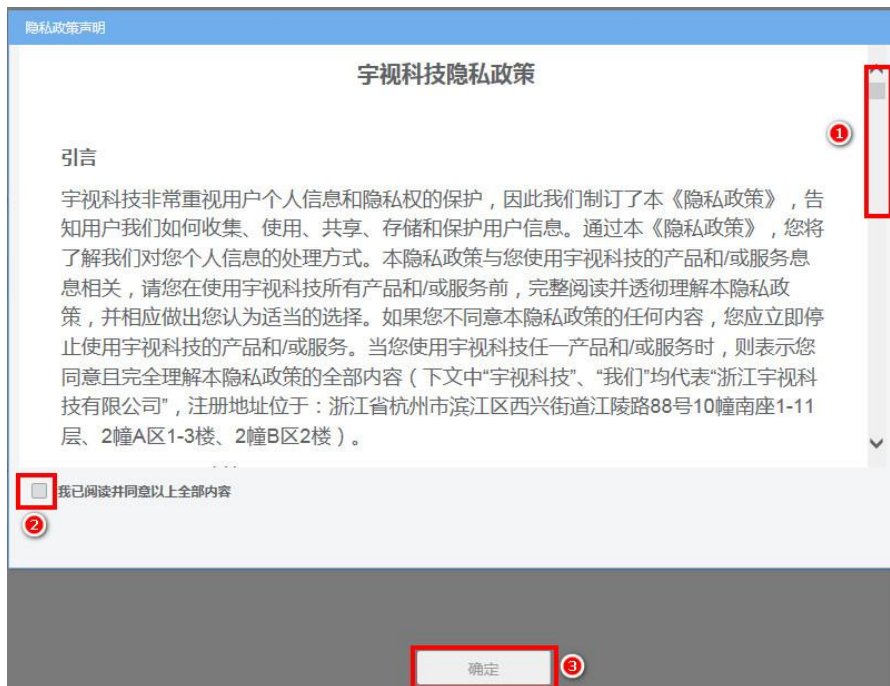 隐私政策声明
宇视科技隐私政策
❶
引言
宇视科技非常重视用户个人信息和隐私权的保护，因此我们制订了本《隐私政策》，告
知用户我们如何收集、使用、共享、存储和保护用户信息。通过本《隐私政策》，您将
了解我们对您个人信息的处理方式。本隐私政策与您使用宇视科技的产品和/或服务息
息相关，请您在使用宇视科技所有产品和/或服务前，完整阅读并透彻理解本隐私政
策，并相应做出您认为适当的选择。如果您不同意本隐私政策的任何内容，您应立即停
止使用宇视科技的产品和/或服务。当您使用宇视科技任一产品和/或服务时，则表示您
同意且完全理解本隐私政策的全部内容（下文中“宇视科技”、“我们”均代表“浙江宇视科
技有限公司”，注册地址位于：浙江省杭州市滨江区西兴街道江陵路88号10幢南座1-11
层、2幢A区1-3楼、2幢B区2楼）。
我已阅读并同意以上全部内容
❷
确定
❸